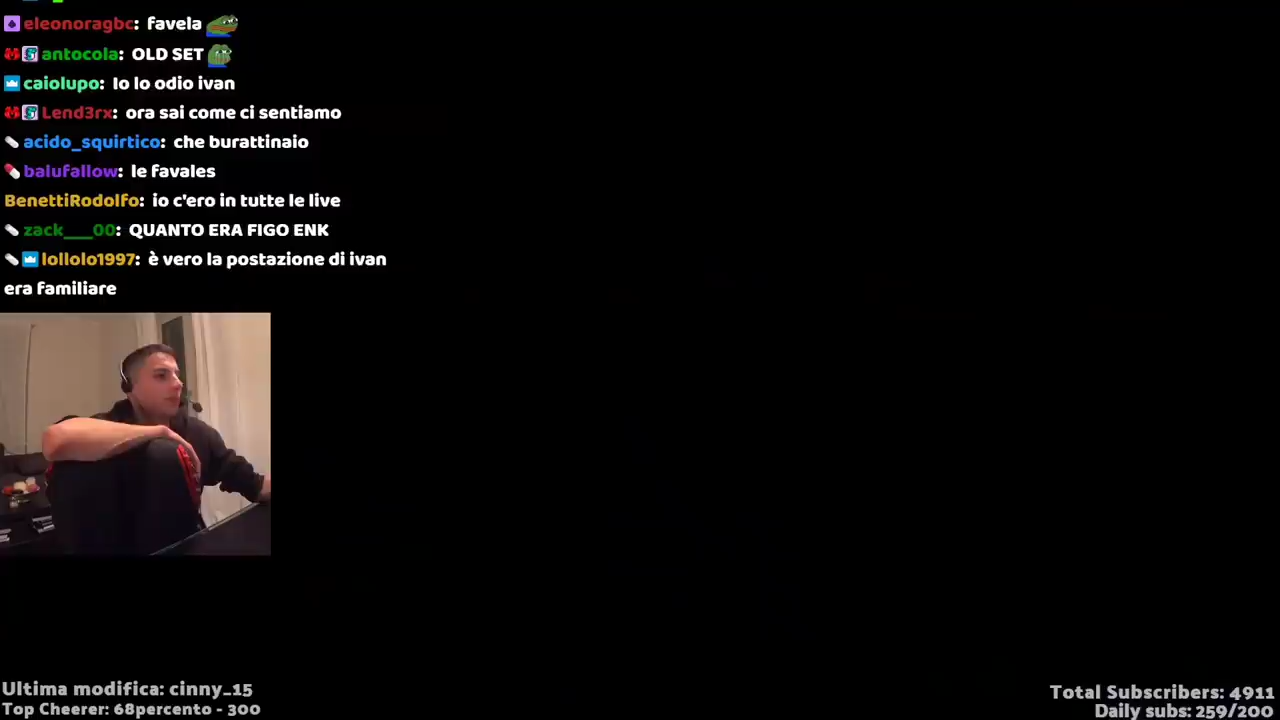 eleonoragbc: favela
antocola: OLD SET
caiolupo: Io lo odio ivan
Lend3rx: ora sai come ci sentiamo
acido_squirtico: che burattinaio
balufallow: le favales
BenettiRodolfo: io c'ero in tutte le live
zack___00: QUANTO ERA FIGO ENK
lollolo1997: è vero la postazione di ivan
era familiare
Ultima modifica: cinny_15
Top Cheerer: 68percento - 300
Total Subscribers: 4911
Daily subs: 259/200